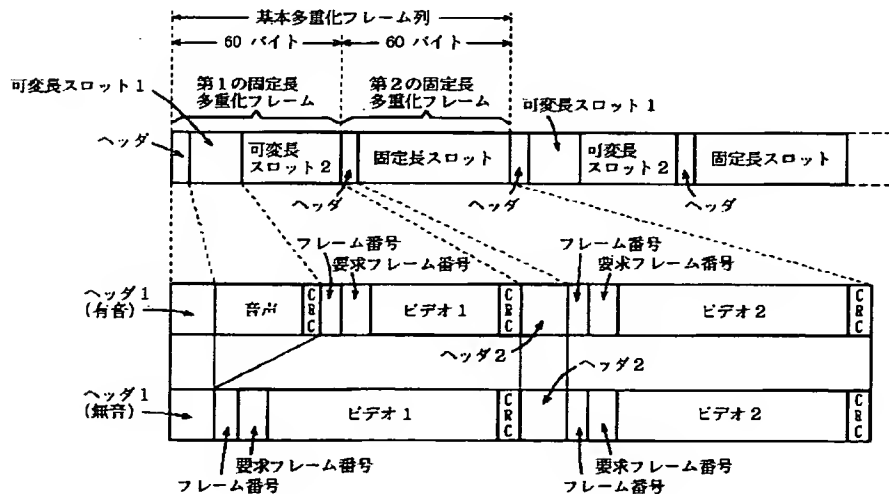 基本多重化フレーム列
60 バイト
60 バイト
可変長スロット1
第1の固定長
多重化フレーム
第2の固定長
多重化フレーム
可変長スロット1
ヘッダ
可変長
スロット2
固定長スロット
可変長
スロット2
固定長スロット
ヘッダ
ヘッダ
ヘッダ
フレーム番号
要求フレーム番号
フレーム番号
要求フレーム番号
ヘッダ1
(有音)
音声
CRC
ビデオ1
CRC
ビデオ2
CRC
ヘッダ2
ヘッダ2
ヘッダ1
(無音)
ビデオ1
CRC
ビデオ2
CRC
要求フレーム番号
フレーム番号
要求フレーム番号
フレーム番号